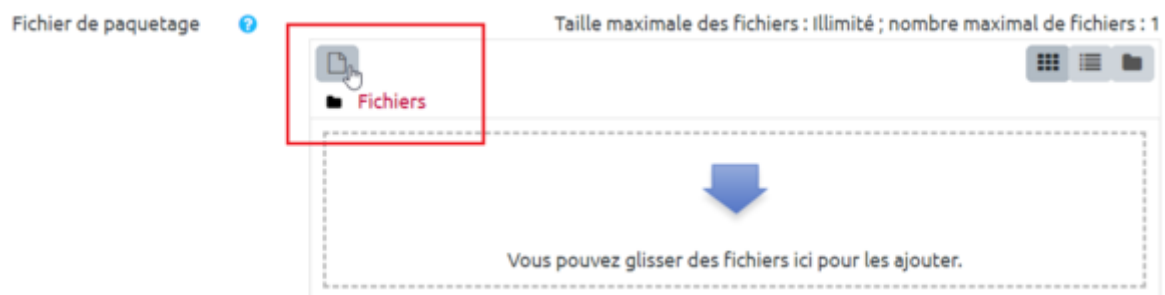 Fichier de paquetage
Taille maximale des fichiers : Illimité ; nombre maximal de fichiers : 1
Fichiers
Vous pouvez glisser des fichiers ici pour les ajouter.